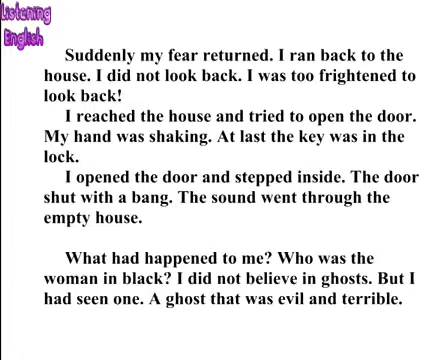 Listening
English
Suddenly my fear returned. I ran back to the
house. I did not look back. I was too frightened to
look back!
I reached the house and tried to open the door.
My hand was shaking. At last the key was in the
lock.
I opened the door and stepped inside. The door
shut with a bang. The sound went through the
empty house.
What had happened to me? Who was the
woman in black? I did not believe in ghosts. But I
had seen one. A ghost that was evil and terrible.